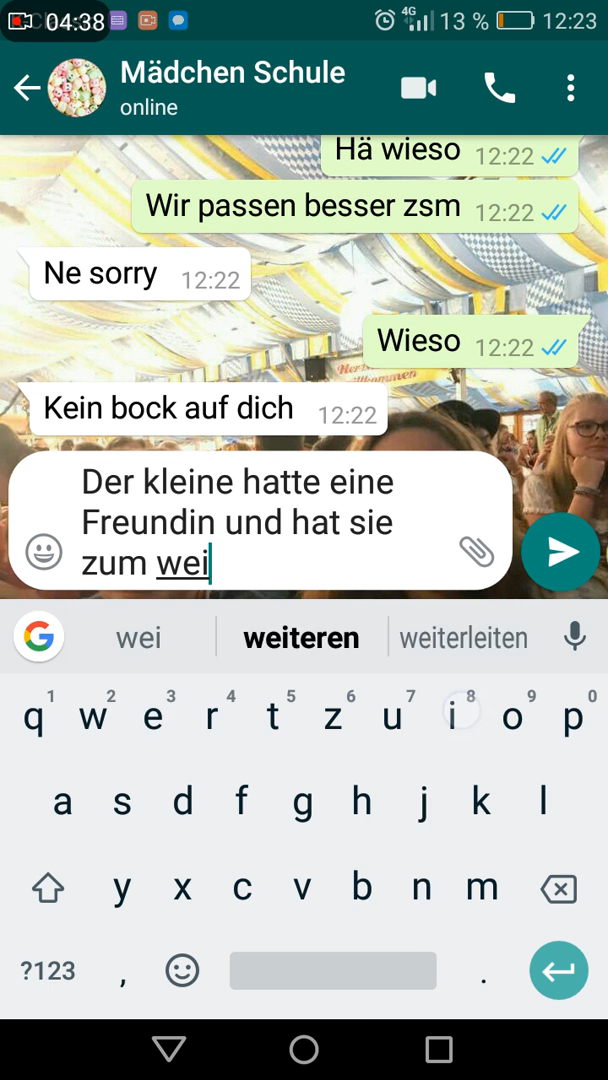 04:38
4G
13 %
12:23
Mädchen Schule
online
Hä wieso 12:22
Wir passen besser zsm 12:22
Ne sorry 12:22
Wieso 12:22
Kein bock auf dich 12:22
Der kleine hatte eine
Freundin und hat sie
zum wei
G wei weiteren weiterleiten
1 2 3 4 5 6 7 8 9 0
q w e r t z u i o p
a s d f g h j k l
y x c v b n m
?123 , .